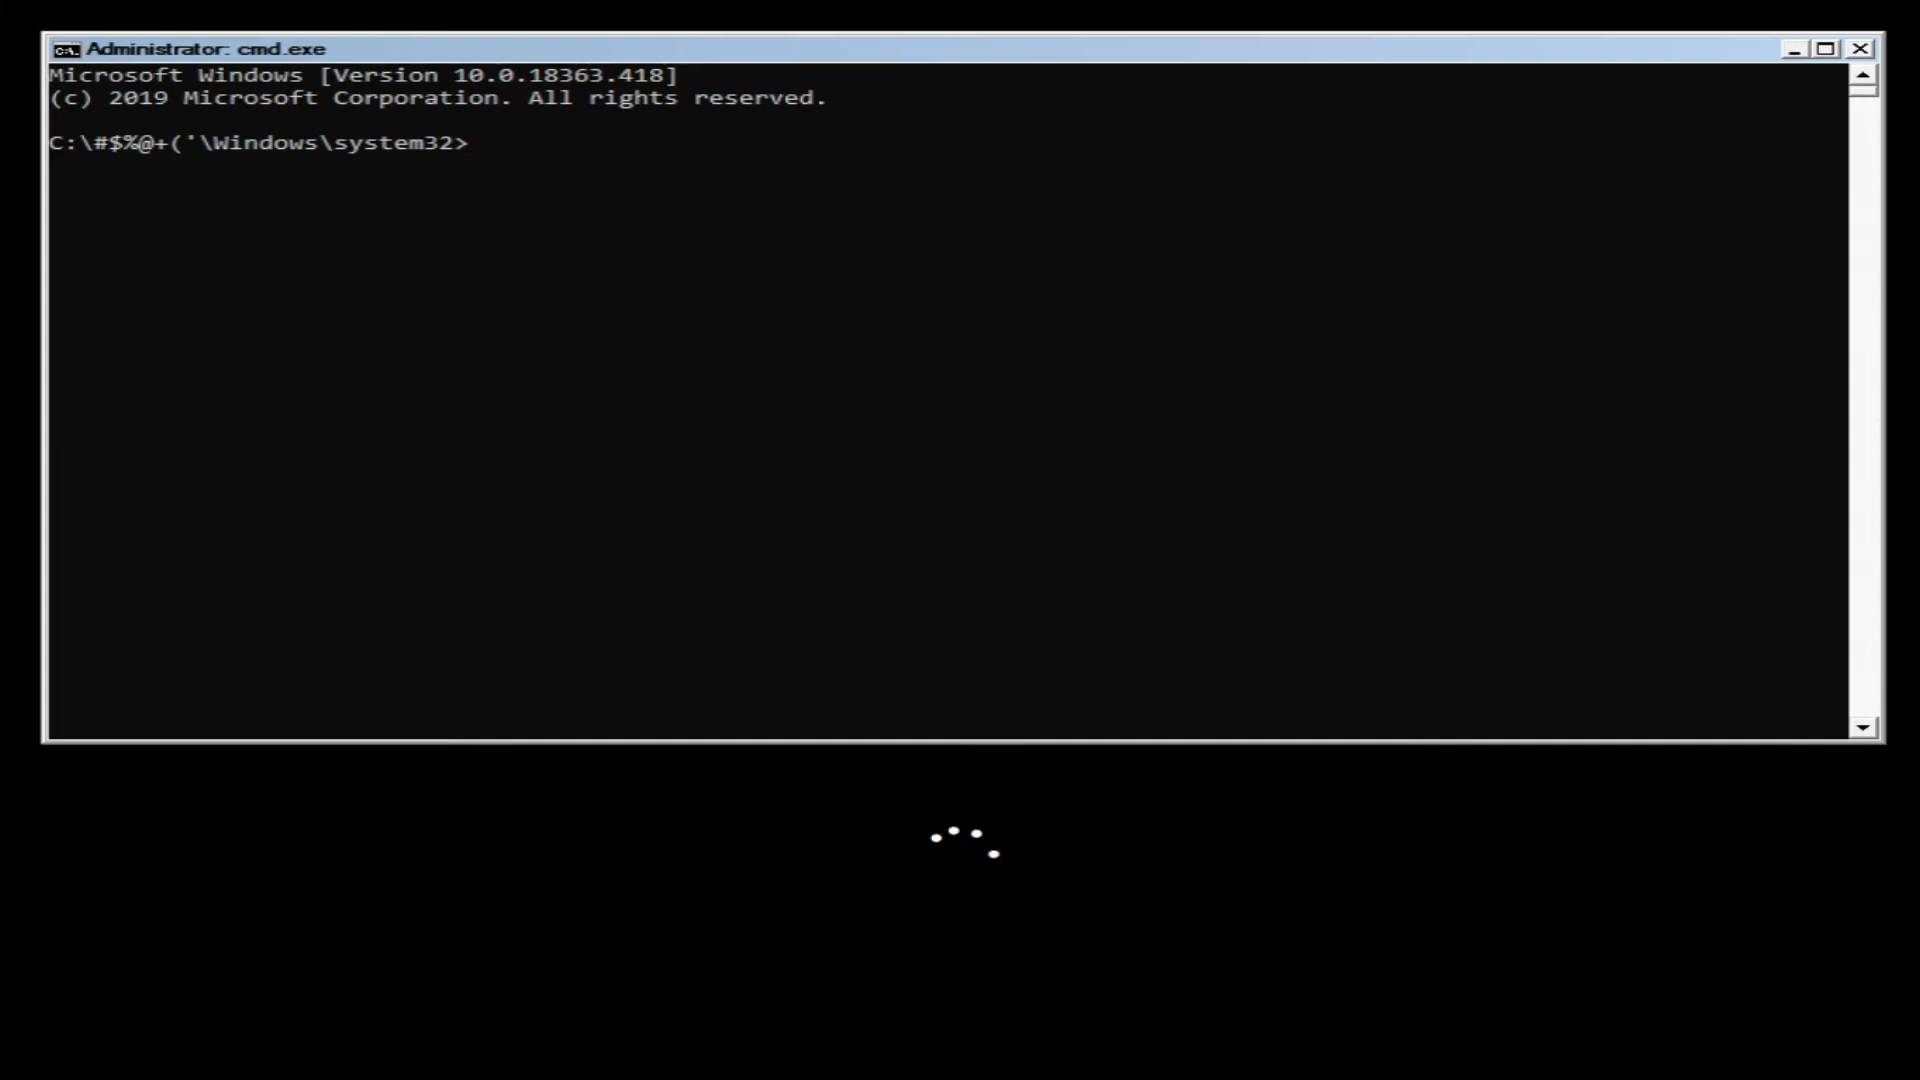 Administrator: cmd.exe
Microsoft Windows [Version 10.0.18363.418]
(c) 2019 Microsoft Corporation. All rights reserved.
C:\#$%@+('\Windows\system32>